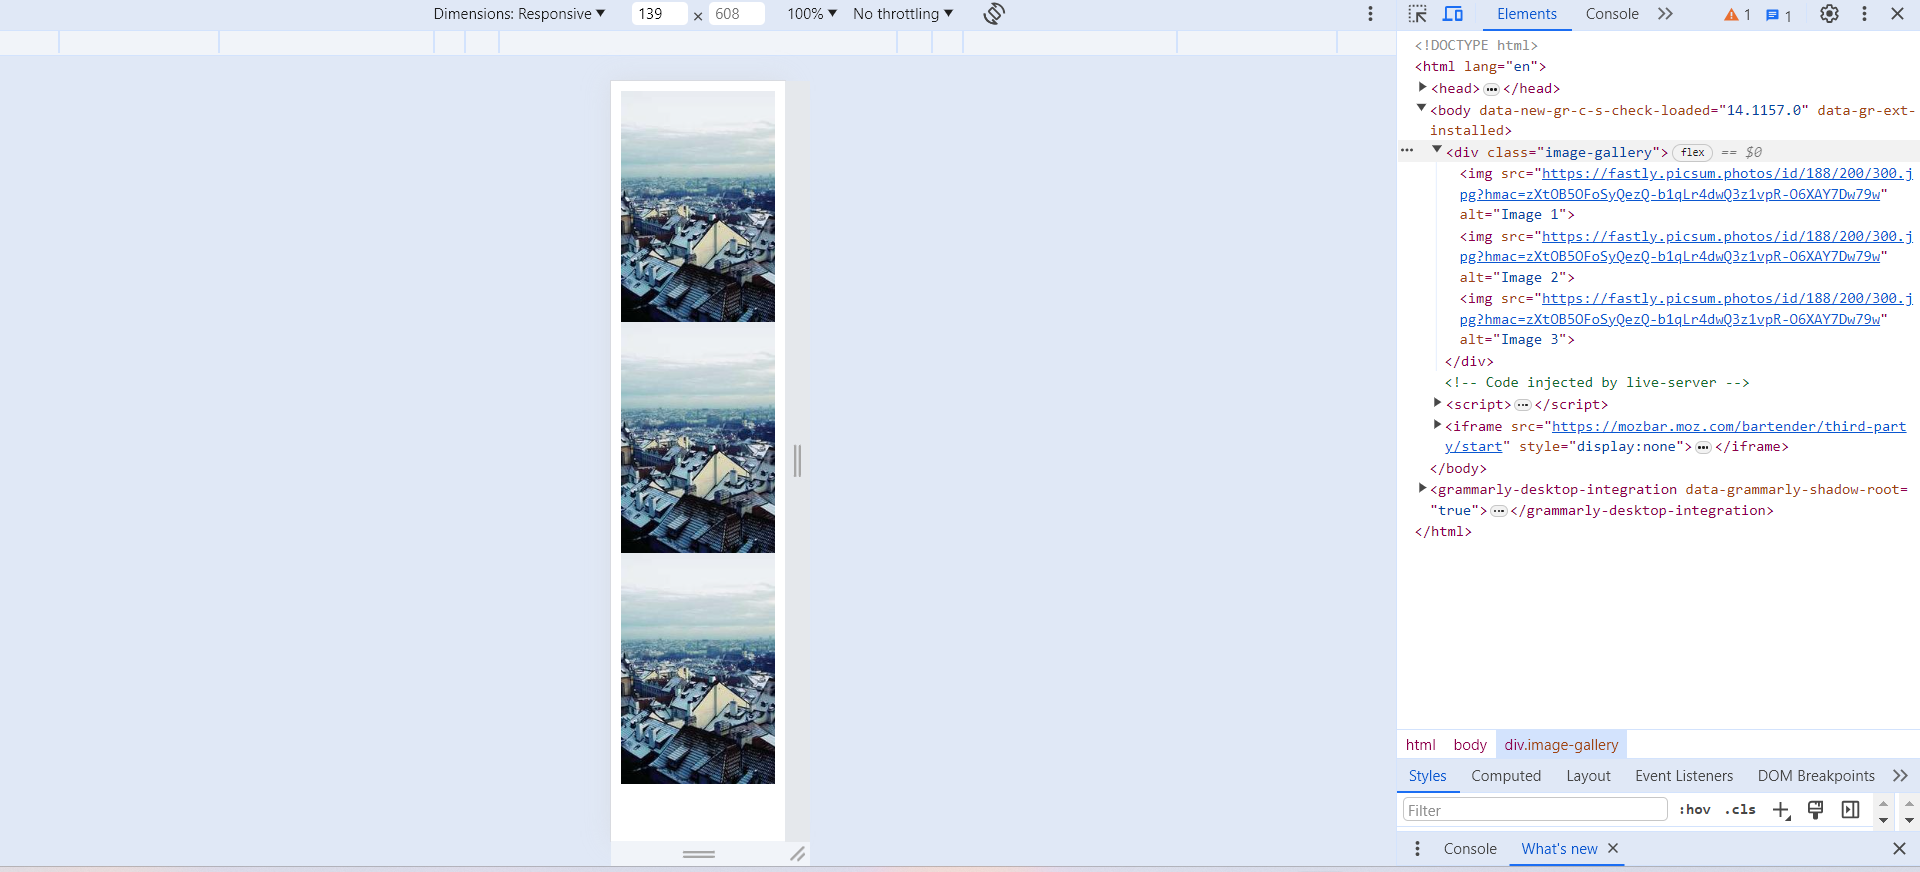 Dimensions: Responsive 139 × 608 100% No throttling
Elements Console 1 1
<!DOCTYPE html>
<html lang="en">
<head> </head>
<body data-new-gr-c-s-check-loaded="14.1157.0" data-gr-ext-
installed>
<div class="image-gallery"> flex == $0
<img src="https://fastly.picsum.photos/id/188/200/300.j
pg?hmac=zXtOB5OFoSyQezQ-b1qLr4dwQ3z1vpR-O6XAY7Dw79w"
alt="Image 1">
<img src="https://fastly.picsum.photos/id/188/200/300.j
pg?hmac=zXtOB5OFoSyQezQ-b1qLr4dwQ3z1vpR-O6XAY7Dw79w"
alt="Image 2">
<img src="https://fastly.picsum.photos/id/188/200/300.j
pg?hmac=zXtOB5OFoSyQezQ-b1qLr4dwQ3z1vpR-O6XAY7Dw79w"
alt="Image 3">
</div>
<!-- Code injected by live-server -->
<script> </script>
<iframe src="https://mozbar.moz.com/bartender/third-part
y/start" style="display:none"> </iframe>
</body>
<grammarly-desktop-integration data-grammarly-shadow-root=
"true"> </grammarly-desktop-integration>
</html>
html body div.image-gallery
Styles Computed Layout Event Listeners DOM Breakpoints
Filter :hov .cls
Console What's new